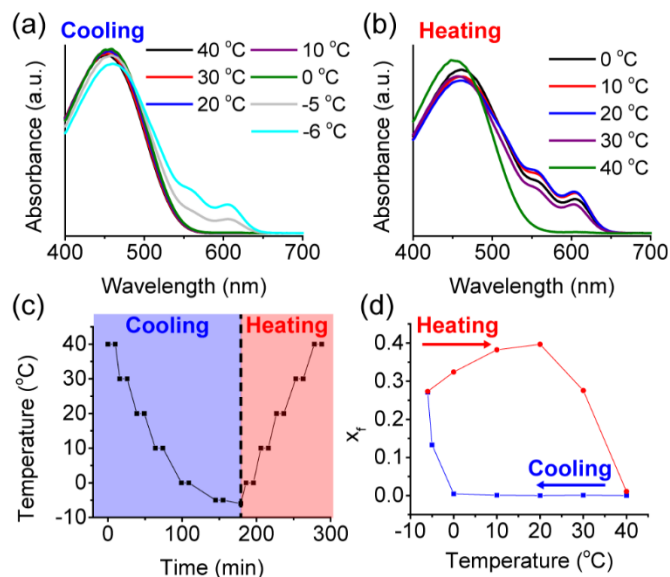 (a) Cooling
40 °C
30 °C
20 °C
10 °C
0 °C
-5 °C
-6 °C
Absorbance (a.u.)
400 500 600 700
Wavelength (nm)
(b) Heating
0 °C
10 °C
20 °C
30 °C
40 °C
Absorbance (a.u.)
400 500 600 700
Wavelength (nm)
(c)
Cooling Heating
40
30
20
10
0
-10
Temperature (°C)
0 100 200 300
Time (min)
(d)
Heating
Cooling
0.4
0.3
0.2
0.1
0.0
xf
-10 0 10 20 30 40
Temperature (°C)